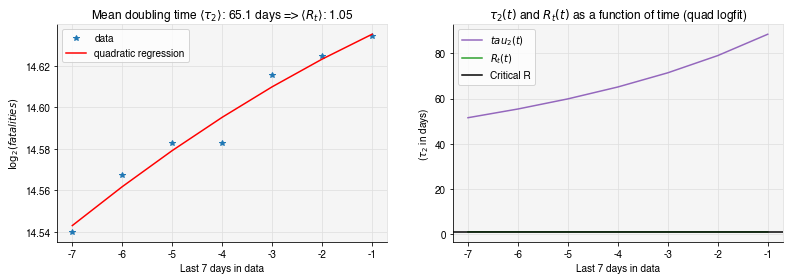 Mean doubling time ⟨τ₂⟩: 65.1 days => ⟨Rₜ⟩: 1.05
data
quadratic regression
log₂(fatalities)
14.62
14.60
14.58
14.56
14.54
-7 -6 -5 -4 -3 -2 -1
Last 7 days in data
τ₂(t) and Rₜ(t) as a function of time (quad logfit)
tau₂(t)
Rₜ(t)
Critical R
(τ₂ in days)
80
60
40
20
0
-7 -6 -5 -4 -3 -2 -1
Last 7 days in data